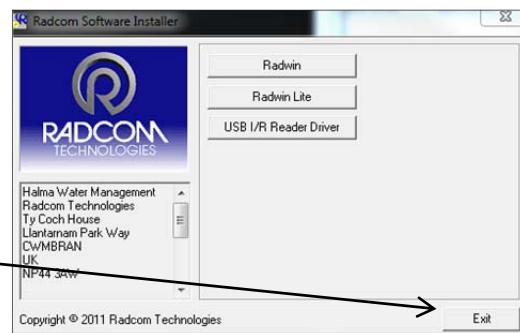 Radcom Software Installer
RADCOM
TECHNOLOGIES
Halma Water Management
Radcom Technologies
Ty Coch House
Llantarnam Park Way
CWMBRAN
UK
NP44 3AW
Radwin
Radwin Lite
USB I/R Reader Driver
Copyright © 2011 Radcom Technologies
Exit